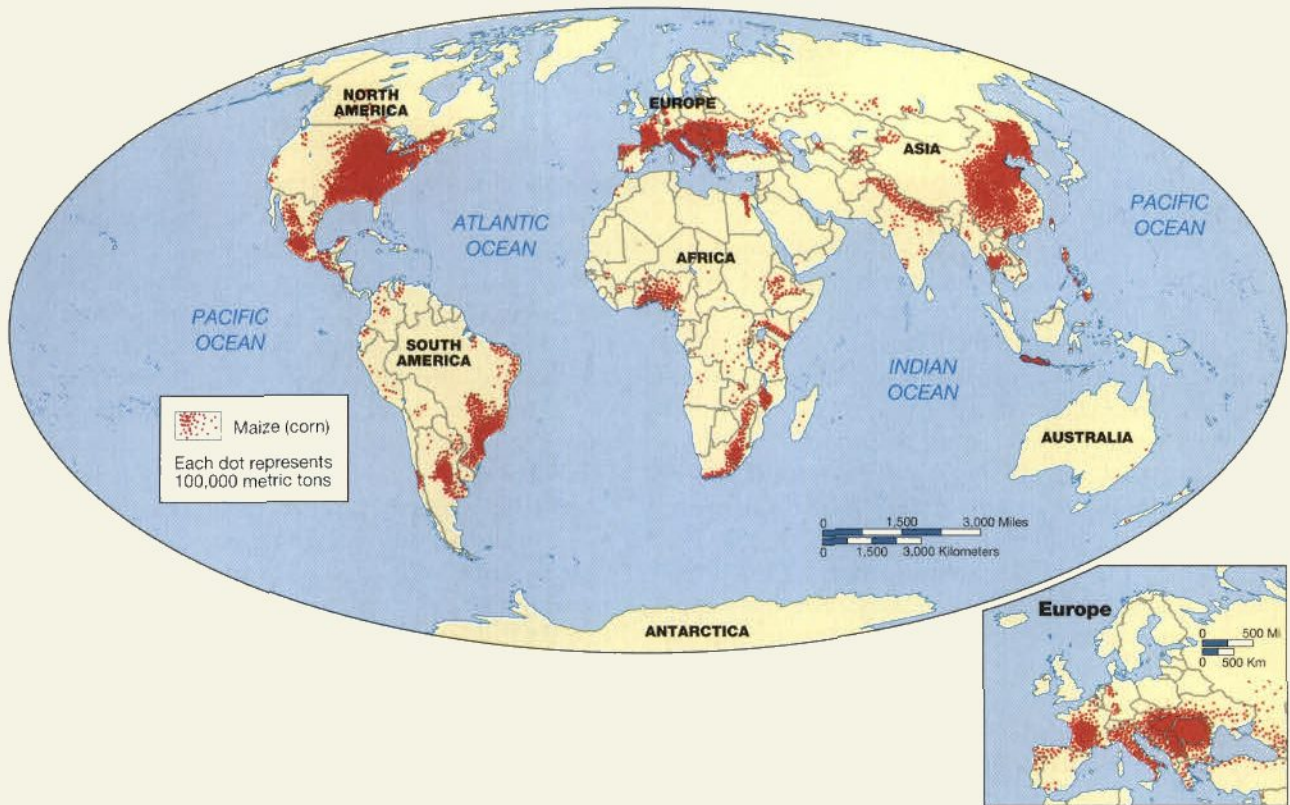 NORTH
AMERICA
EUROPE
ASIA
ATLANTIC
OCEAN
PACIFIC
OCEAN
AFRICA
PACIFIC
OCEAN
SOUTH
AMERICA
INDIAN
OCEAN
AUSTRALIA
Maize (corn)
Each dot represents
100,000 metric tons
0 1,500 3,000 Miles
0 1,500 3,000 Kilometers
ANTARCTICA
Europe
0 500 Mi
0 500 Km